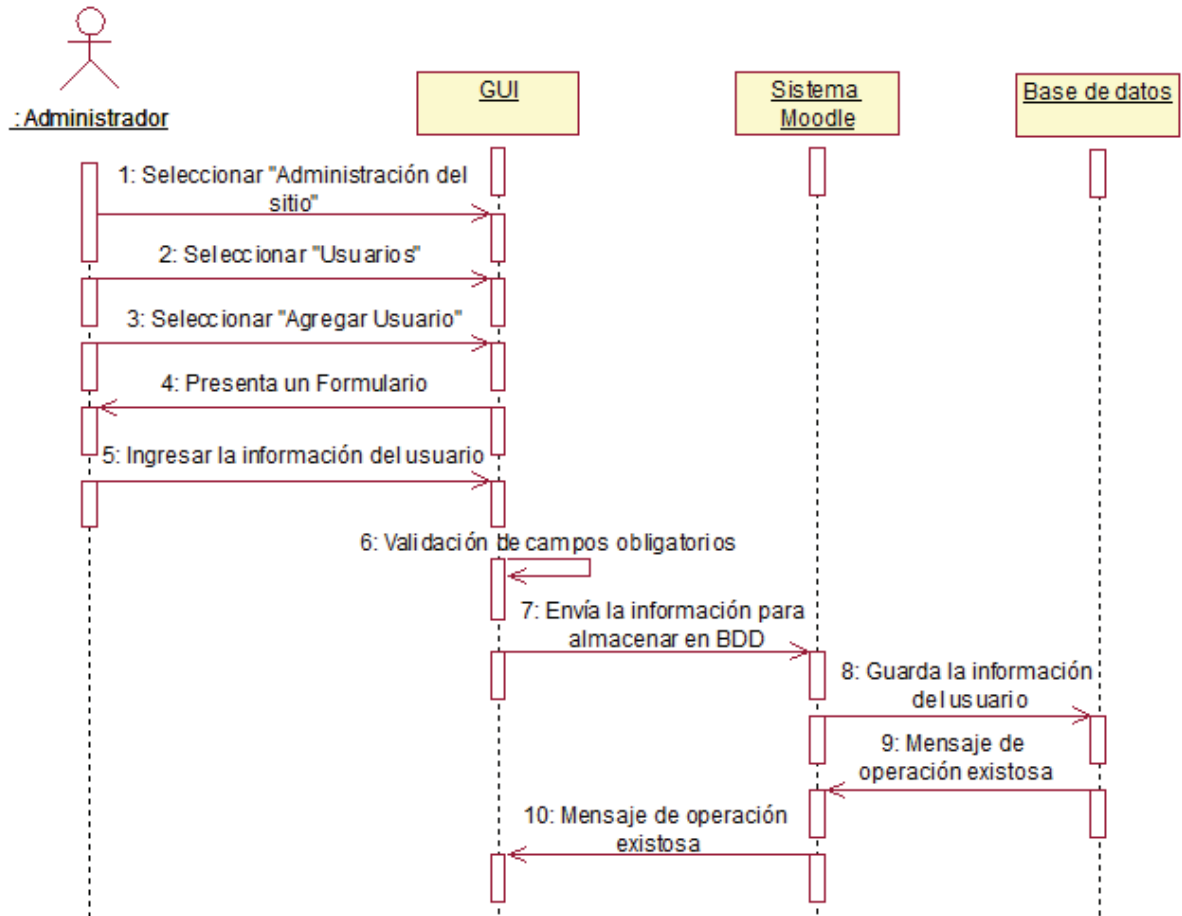 : Administrador
GUI
Sistema
Moodle
Base de datos
1: Seleccionar "Administración del
sitio"
2: Seleccionar "Usuarios"
3: Seleccionar "Agregar Usuario"
4: Presenta un Formulario
5: Ingresar la información del usuario
6: Validación de campos obligatorios
7: Envía la información para
almacenar en BDD
8: Guarda la información
del usuario
9: Mensaje de
operación existosa
10: Mensaje de operación
existosa